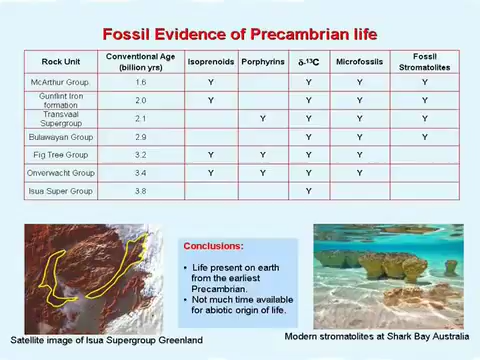 Fossil Evidence of Precambrian life
Rock Unit Conventional Age (billion yrs) Isoprenoids Porphyrins δ-¹³C Microfossils Fossil Stromatolites
McArthur Group. 1.6 Y Y Y Y
Gunflint Iron formation 2.0 Y Y Y Y
Transvaal Supergroup 2.1 Y Y Y Y
Bulawayan Group 2.9 Y Y Y
Fig Tree Group 3.2 Y Y Y Y
Onverwacht Group 3.4 Y Y Y Y
Isua Super Group 3.8 Y
Conclusions:
• Life present on earth
from the earliest
Precambrian.
• Not much time available
for abiotic origin of life.
Satellite image of Isua Supergroup Greenland
Modern stromatolites at Shark Bay Australia